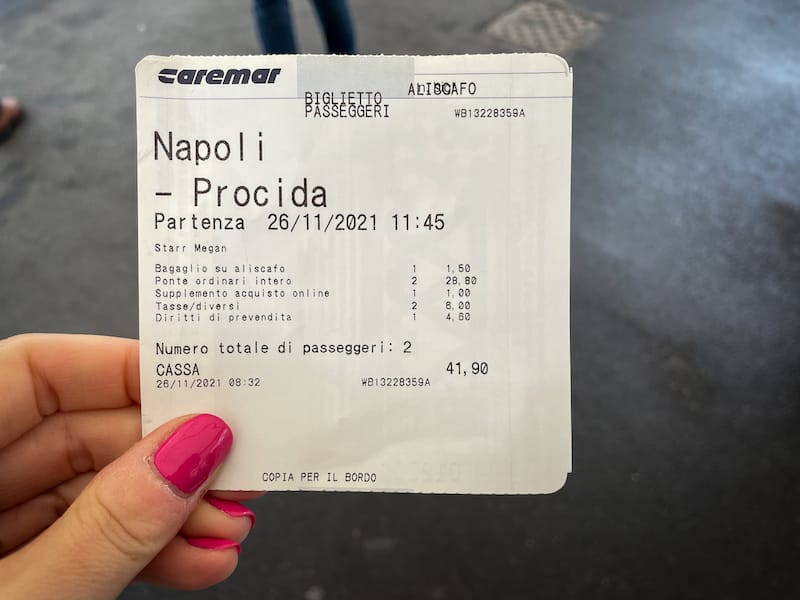 caremar
ALISCAFO
BIGLIETTO
PASSEGGERI WB13228359A
Napoli
- Procida
Partenza 26/11/2021 11:45
Starr Megan
Bagaglio su aliscafo 1 1,50
Ponte ordinari intero 2 28,80
Supplemento acquisto online 1 1,00
Tasse/diversi 2 6,00
Diritti di prevendita 1 4,60
Numero totale di passeggeri: 2
CASSA 41,90
26/11/2021 08:32 WB13228359A
COPIA PER IL BORDO